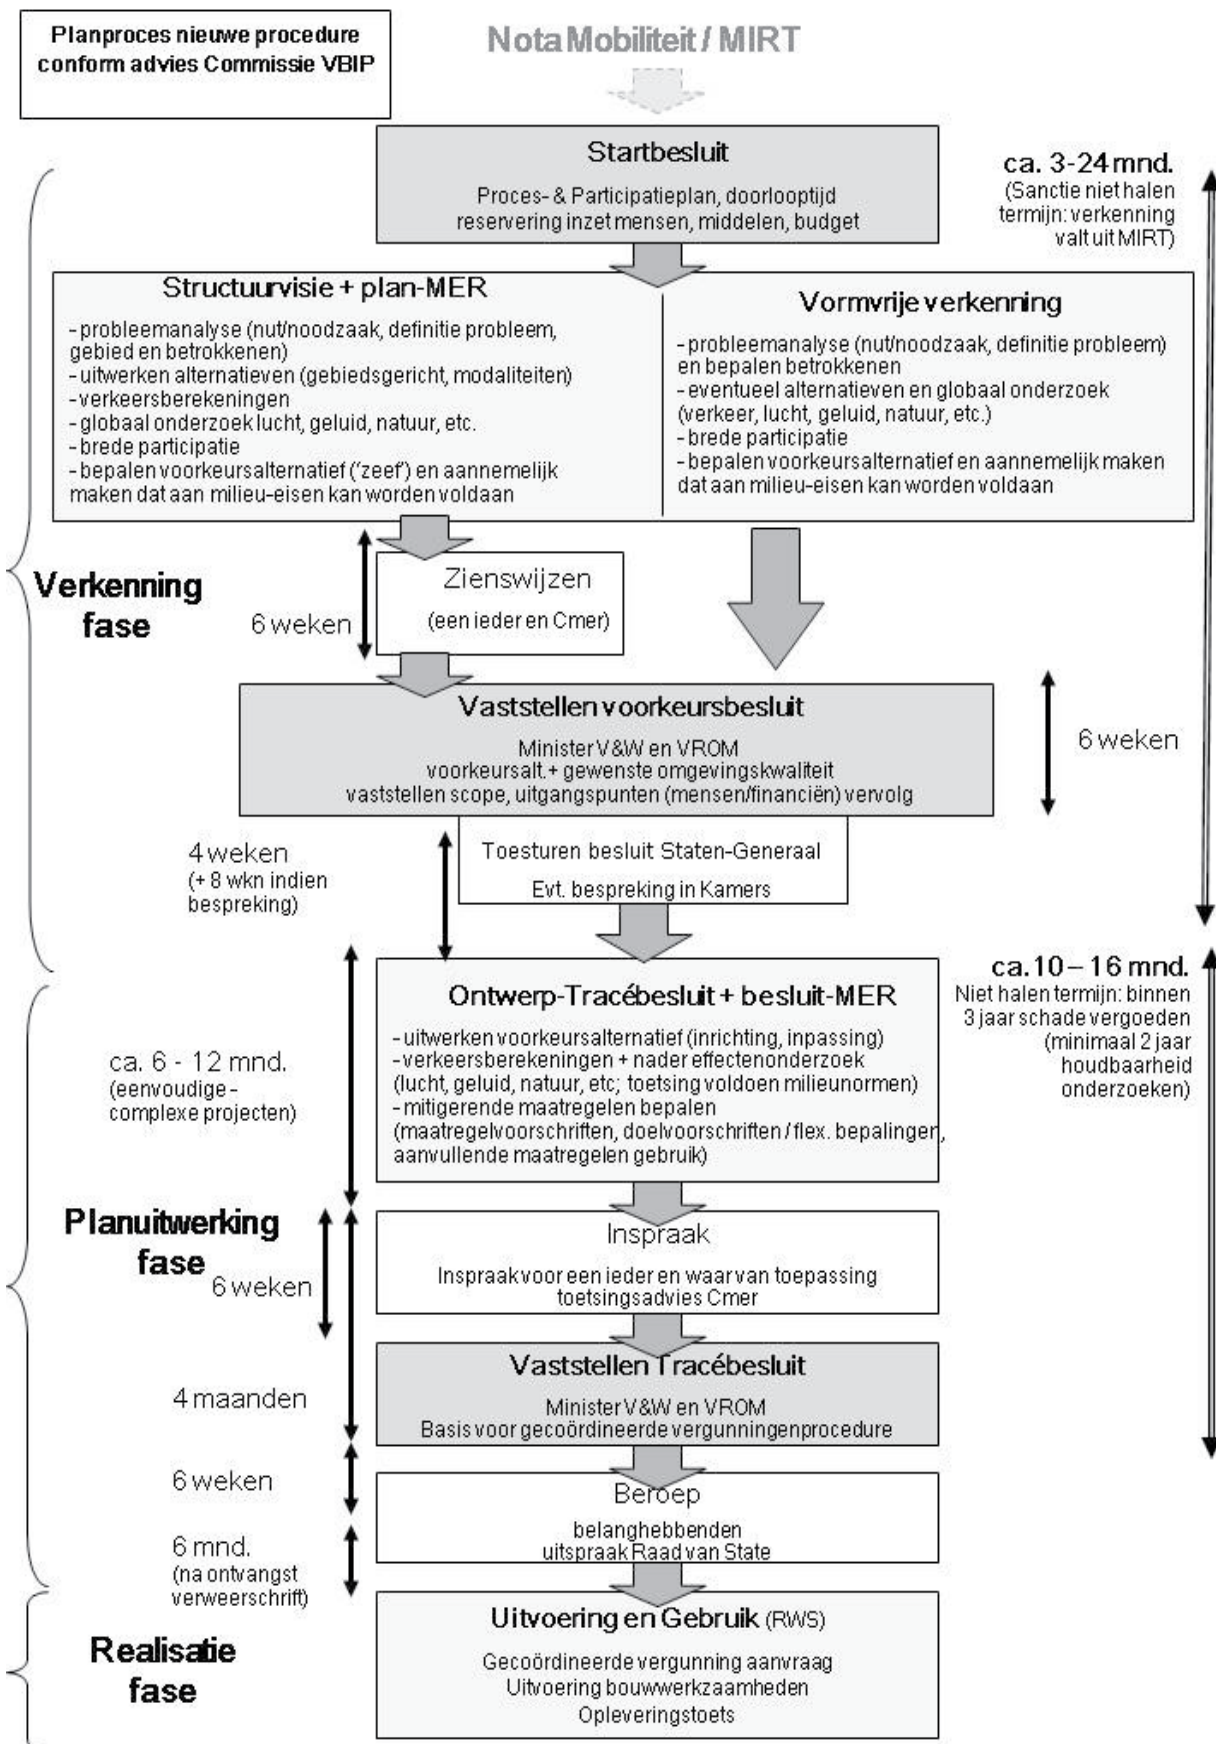 Planproces nieuwe procedure
conform advies Commissie VBIP
Nota Mobiliteit / MIRT
Startbesluit
Proces- & Participatieplan, doorlooptijd
reservering inzet mensen, middelen, budget
ca. 3-24 mnd.
(Sanctie niet halen
termijn: verkenning
valt uit MIRT)
Structuurvisie + plan-MER
- probleemanalyse (nut/noodzaak, definitie probleem,
gebied en betrokkenen)
- uitwerken alternatieven (gebiedsgericht, modaliteiten)
- verkeersberekeningen
- globaal onderzoek lucht, geluid, natuur, etc.
- brede participatie
- bepalen voorkeursalternatief (‘zeef’) en aannemelijk
maken dat aan milieu-eisen kan worden voldaan
Vormvrije verkenning
- probleemanalyse (nut/noodzaak, definitie probleem)
en bepalen betrokkenen
- eventueel alternatieven en globaal onderzoek
(verkeer, lucht, geluid, natuur, etc.)
- brede participatie
- bepalen voorkeursalternatief en aannemelijk maken
dat aan milieu-eisen kan worden voldaan
Verkenning
fase
6 weken
Zienswijzen
(een ieder en Cmer)
Vaststellen voorkeursbesluit
Minister V&W en VROM
voorkeursalt.+ gewenste omgevingskwaliteit
vaststellen scope, uitgangspunten (mensen/financiën) vervolg
6 weken
4 weken
(+ 8 wkn indien
bespreking)
Toesturen besluit Staten-Generaal
Evt. bespreking in Kamers
ca. 10 – 16 mnd.
Niet halen termijn: binnen
3 jaar schade vergoeden
(minimaal 2 jaar
houdbaarheid
onderzoeken)
Ontwerp-Tracébesluit + besluit-MER
- uitwerken voorkeursalternatief (inrichting, inpassing)
- verkeersberekeningen + nader effectenonderzoek
(lucht, geluid, natuur, etc; toetsing voldoen milieunormen)
- mitigerende maatregelen bepalen
(maatregelvoorschriften, doelvoorschriften / flex. bepalingen,
aanvullende maatregelen gebruik)
ca. 6 - 12 mnd.
(eenvoudige -
complexe projecten)
Planuitwerking
fase
6 weken
Inspraak
Inspraak voor een ieder en waar van toepassing
toetsingsadvies Cmer
4 maanden
Vaststellen Tracébesluit
Minister V&W en VROM
Basis voor gecoördineerde vergunningenprocedure
6 weken
Beroep
belanghebbenden
uitspraak Raad van State
6 mnd.
(na ontvangst
verweerschrift)
Realisatie
fase
Uitvoering en Gebruik (RWS)
Gecoördineerde vergunning aanvraag
Uitvoering bouwwerkzaamheden
Opleveringstoets